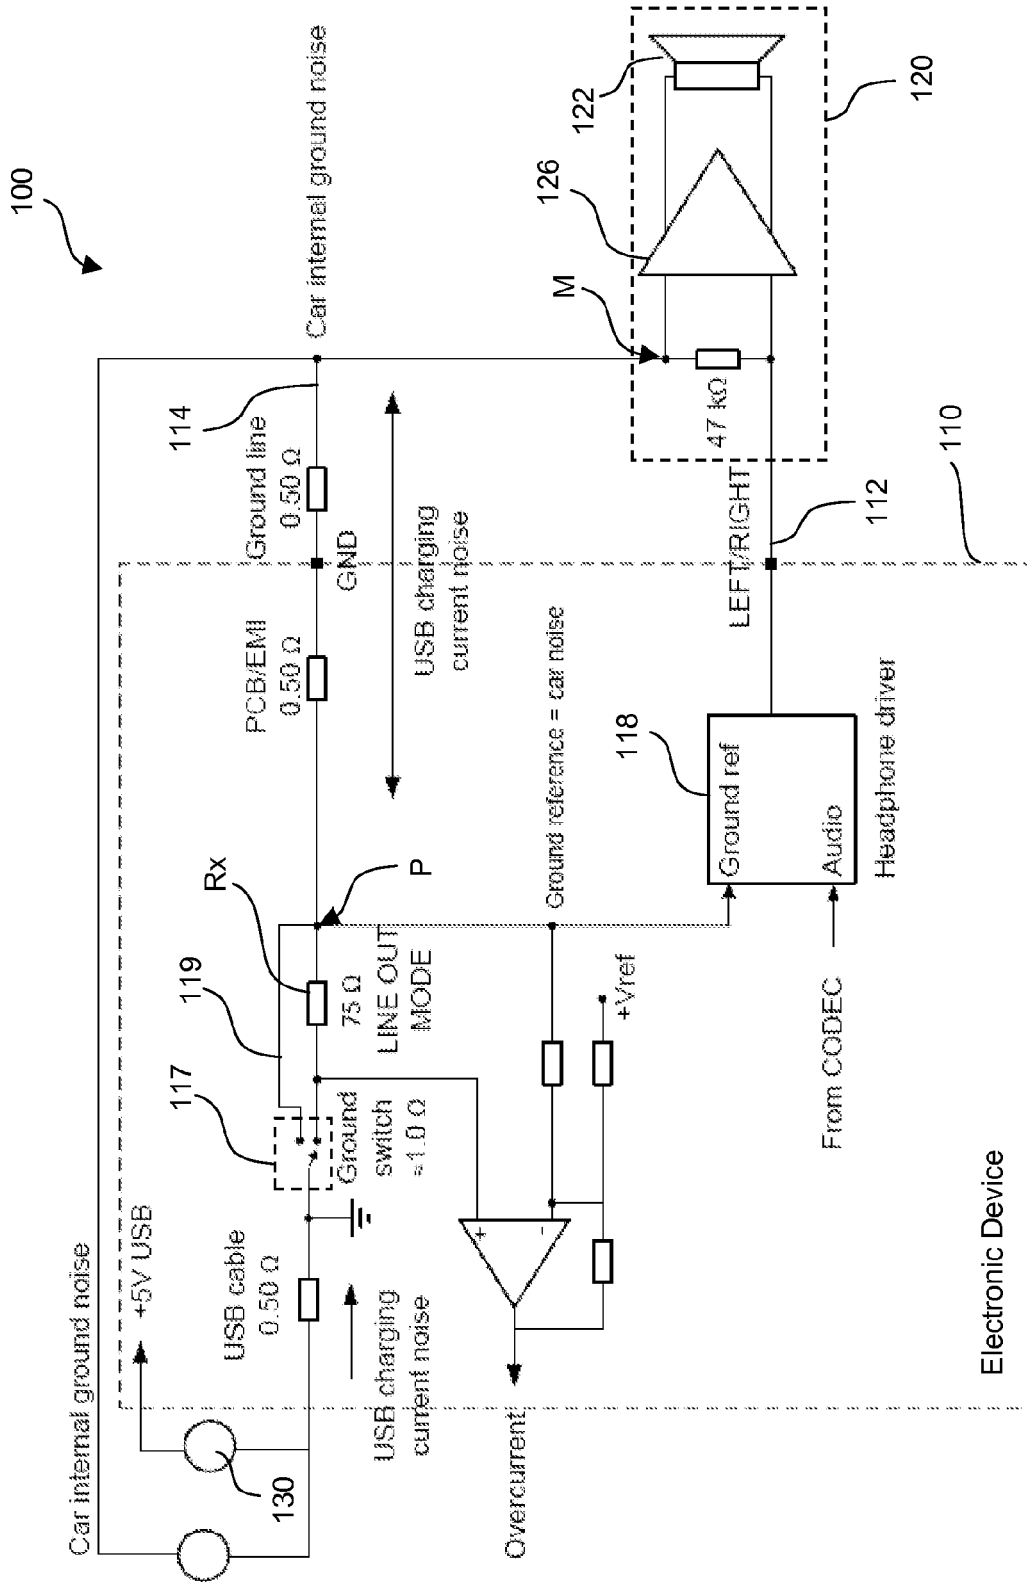 100
Car internal ground noise
Car internal ground noise
+5V USB
130
USB cable
0.50 Ω
USB charging
current noise
117
119
Ground
switch
≈1.0 Ω
Rx
75 Ω
LINE OUT
MODE
P
PCB/EMI
0.50 Ω
GND
Ground line
0.50 Ω
114
USB charging
current noise
M
126
122
120
47 kΩ
LEFT/RIGHT
112
110
Ground reference = car noise
+Vref
+
-
Overcurrent
118
Ground ref
Audio
From CODEC
Headphone driver
Electronic Device